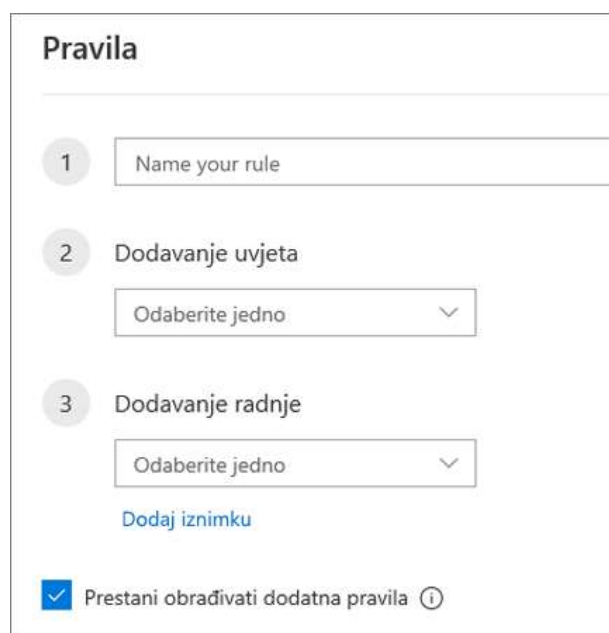 Pravila
1
Name your rule
2
Dodavanje uvjeta
Odaberite jedno
3
Dodavanje radnje
Odaberite jedno
Dodaj iznimku
Prestani obrađivati dodatna pravila